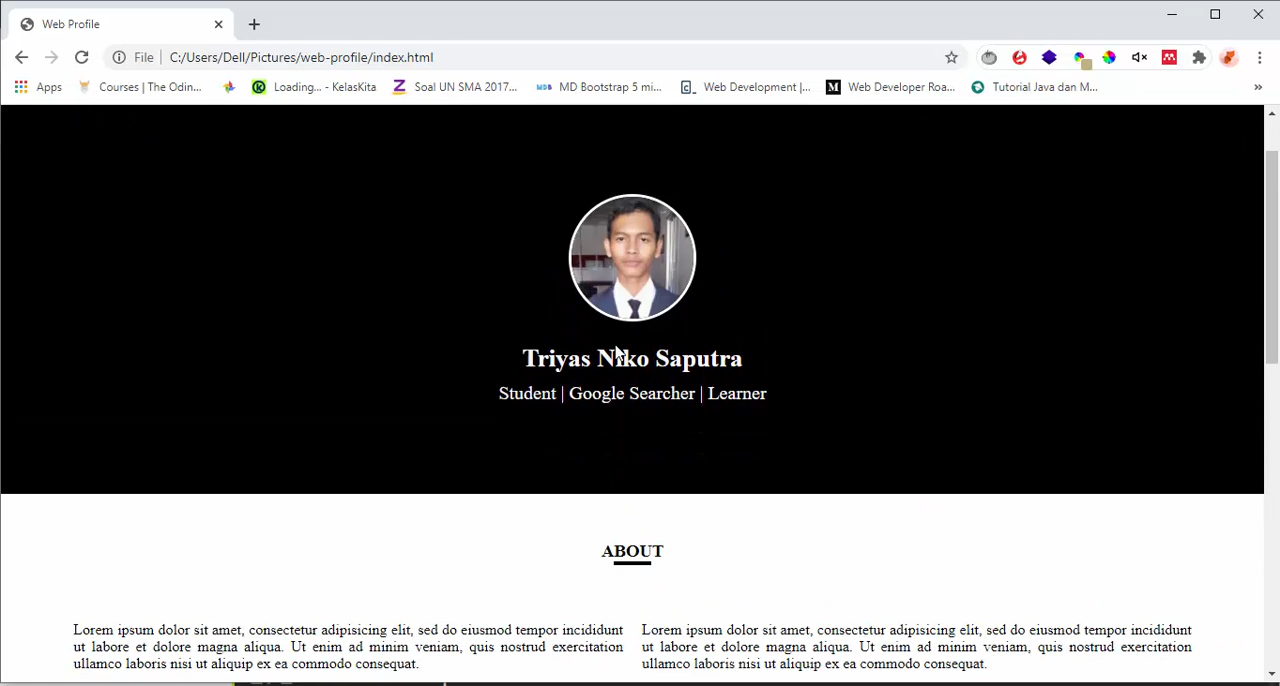 Web Profile
File | C:/Users/Dell/Pictures/web-profile/index.html
Apps Courses | The Odin... Loading... - KelasKita Soal UN SMA 2017... MD Bootstrap 5 mi... Web Development |... Web Developer Roa... Tutorial Java dan M... »
Triyas Niko Saputra
Student | Google Searcher | Learner
ABOUT
Lorem ipsum dolor sit amet, consectetur adipisicing elit, sed do eiusmod tempor incididunt
ut labore et dolore magna aliqua. Ut enim ad minim veniam, quis nostrud exercitation
ullamco laboris nisi ut aliquip ex ea commodo consequat.
Lorem ipsum dolor sit amet, consectetur adipisicing elit, sed do eiusmod tempor incididunt
ut labore et dolore magna aliqua. Ut enim ad minim veniam, quis nostrud exercitation
ullamco laboris nisi ut aliquip ex ea commodo consequat.